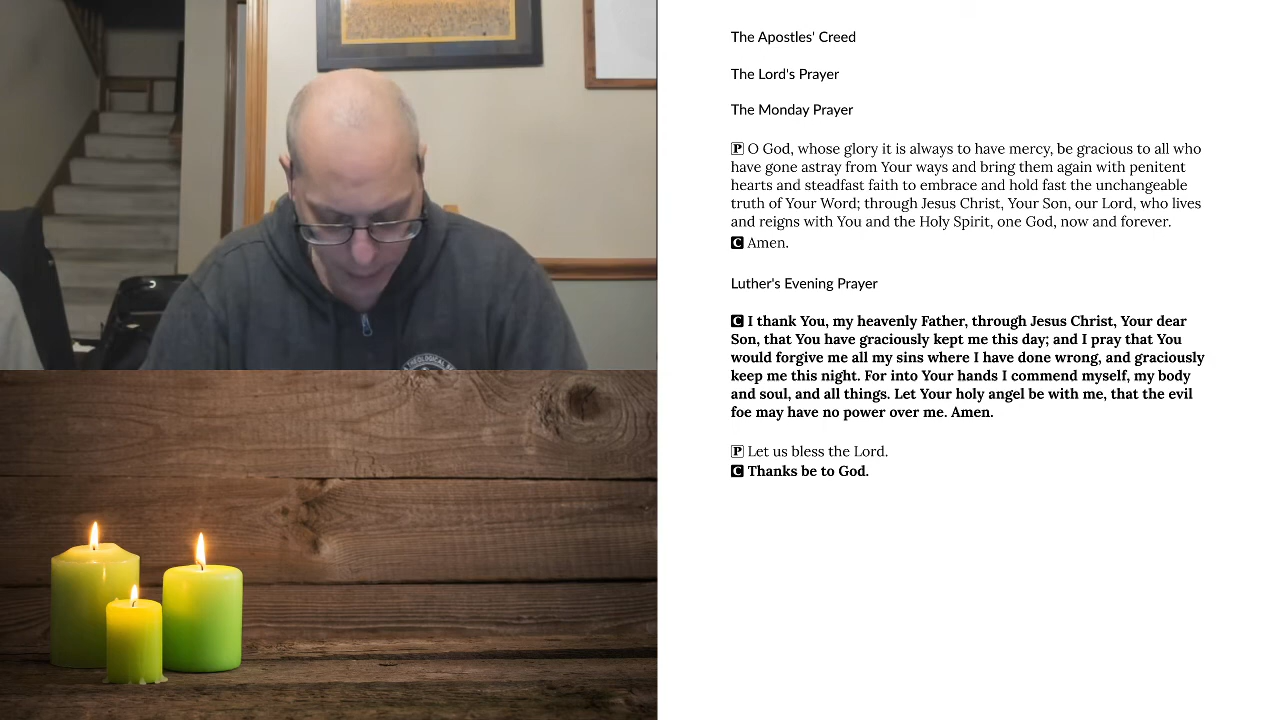 The Apostles' Creed
The Lord's Prayer
The Monday Prayer
P O God, whose glory it is always to have mercy, be gracious to all who
have gone astray from Your ways and bring them again with penitent
hearts and steadfast faith to embrace and hold fast the unchangeable
truth of Your Word; through Jesus Christ, Your Son, our Lord, who lives
and reigns with You and the Holy Spirit, one God, now and forever.
C Amen.
Luther's Evening Prayer
C I thank You, my heavenly Father, through Jesus Christ, Your dear
Son, that You have graciously kept me this day; and I pray that You
would forgive me all my sins where I have done wrong, and graciously
keep me this night. For into Your hands I commend myself, my body
and soul, and all things. Let Your holy angel be with me, that the evil
foe may have no power over me. Amen.
P Let us bless the Lord.
C Thanks be to God.